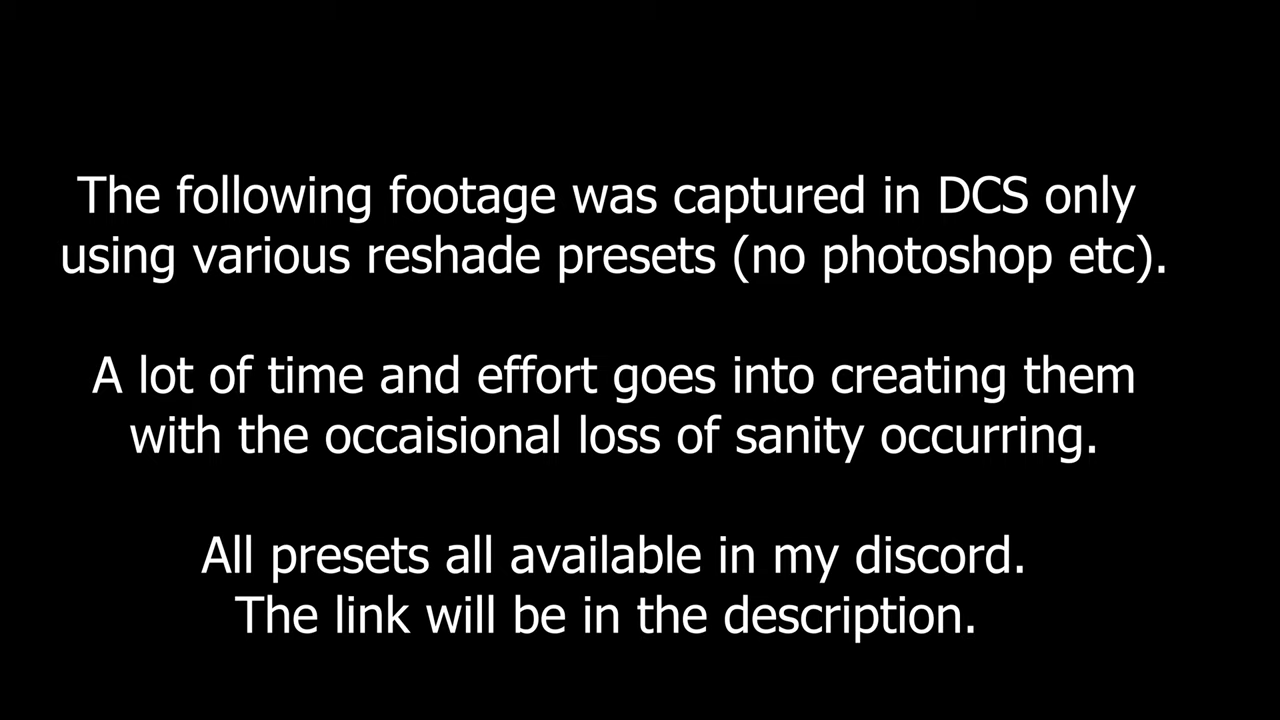 The following footage was captured in DCS only
using various reshade presets (no photoshop etc).
A lot of time and effort goes into creating them
with the occaisional loss of sanity occurring.
All presets all available in my discord.
The link will be in the description.